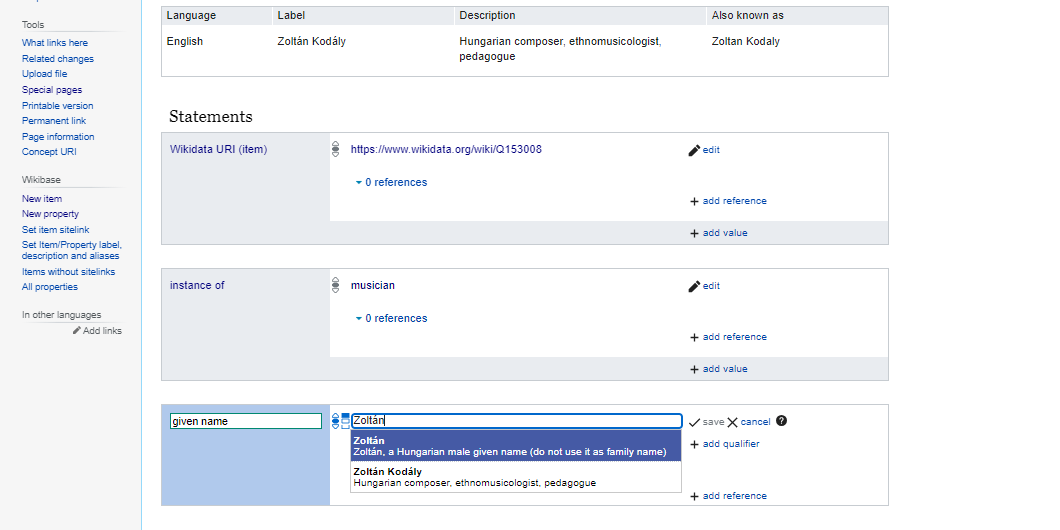 Tools
What links here
Related changes
Upload file
Special pages
Printable version
Permanent link
Page information
Concept URI
Wikibase
New item
New property
Set item sitelink
Set Item/Property label,
description and aliases
Items without sitelinks
All properties
In other languages
Add links
Language Label Description Also known as
English Zoltán Kodály Hungarian composer, ethnomusicologist, Zoltan Kodaly
pedagogue
Statements
Wikidata URI (item) https://www.wikidata.org/wiki/Q153008 edit
0 references
+ add reference
+ add value
instance of musician edit
0 references
+ add reference
+ add value
given name Zoltán save cancel ?
Zoltán
Zoltán, a Hungarian male given name (do not use it as family name)
+ add qualifier
Zoltán Kodály
Hungarian composer, ethnomusicologist, pedagogue
+ add reference